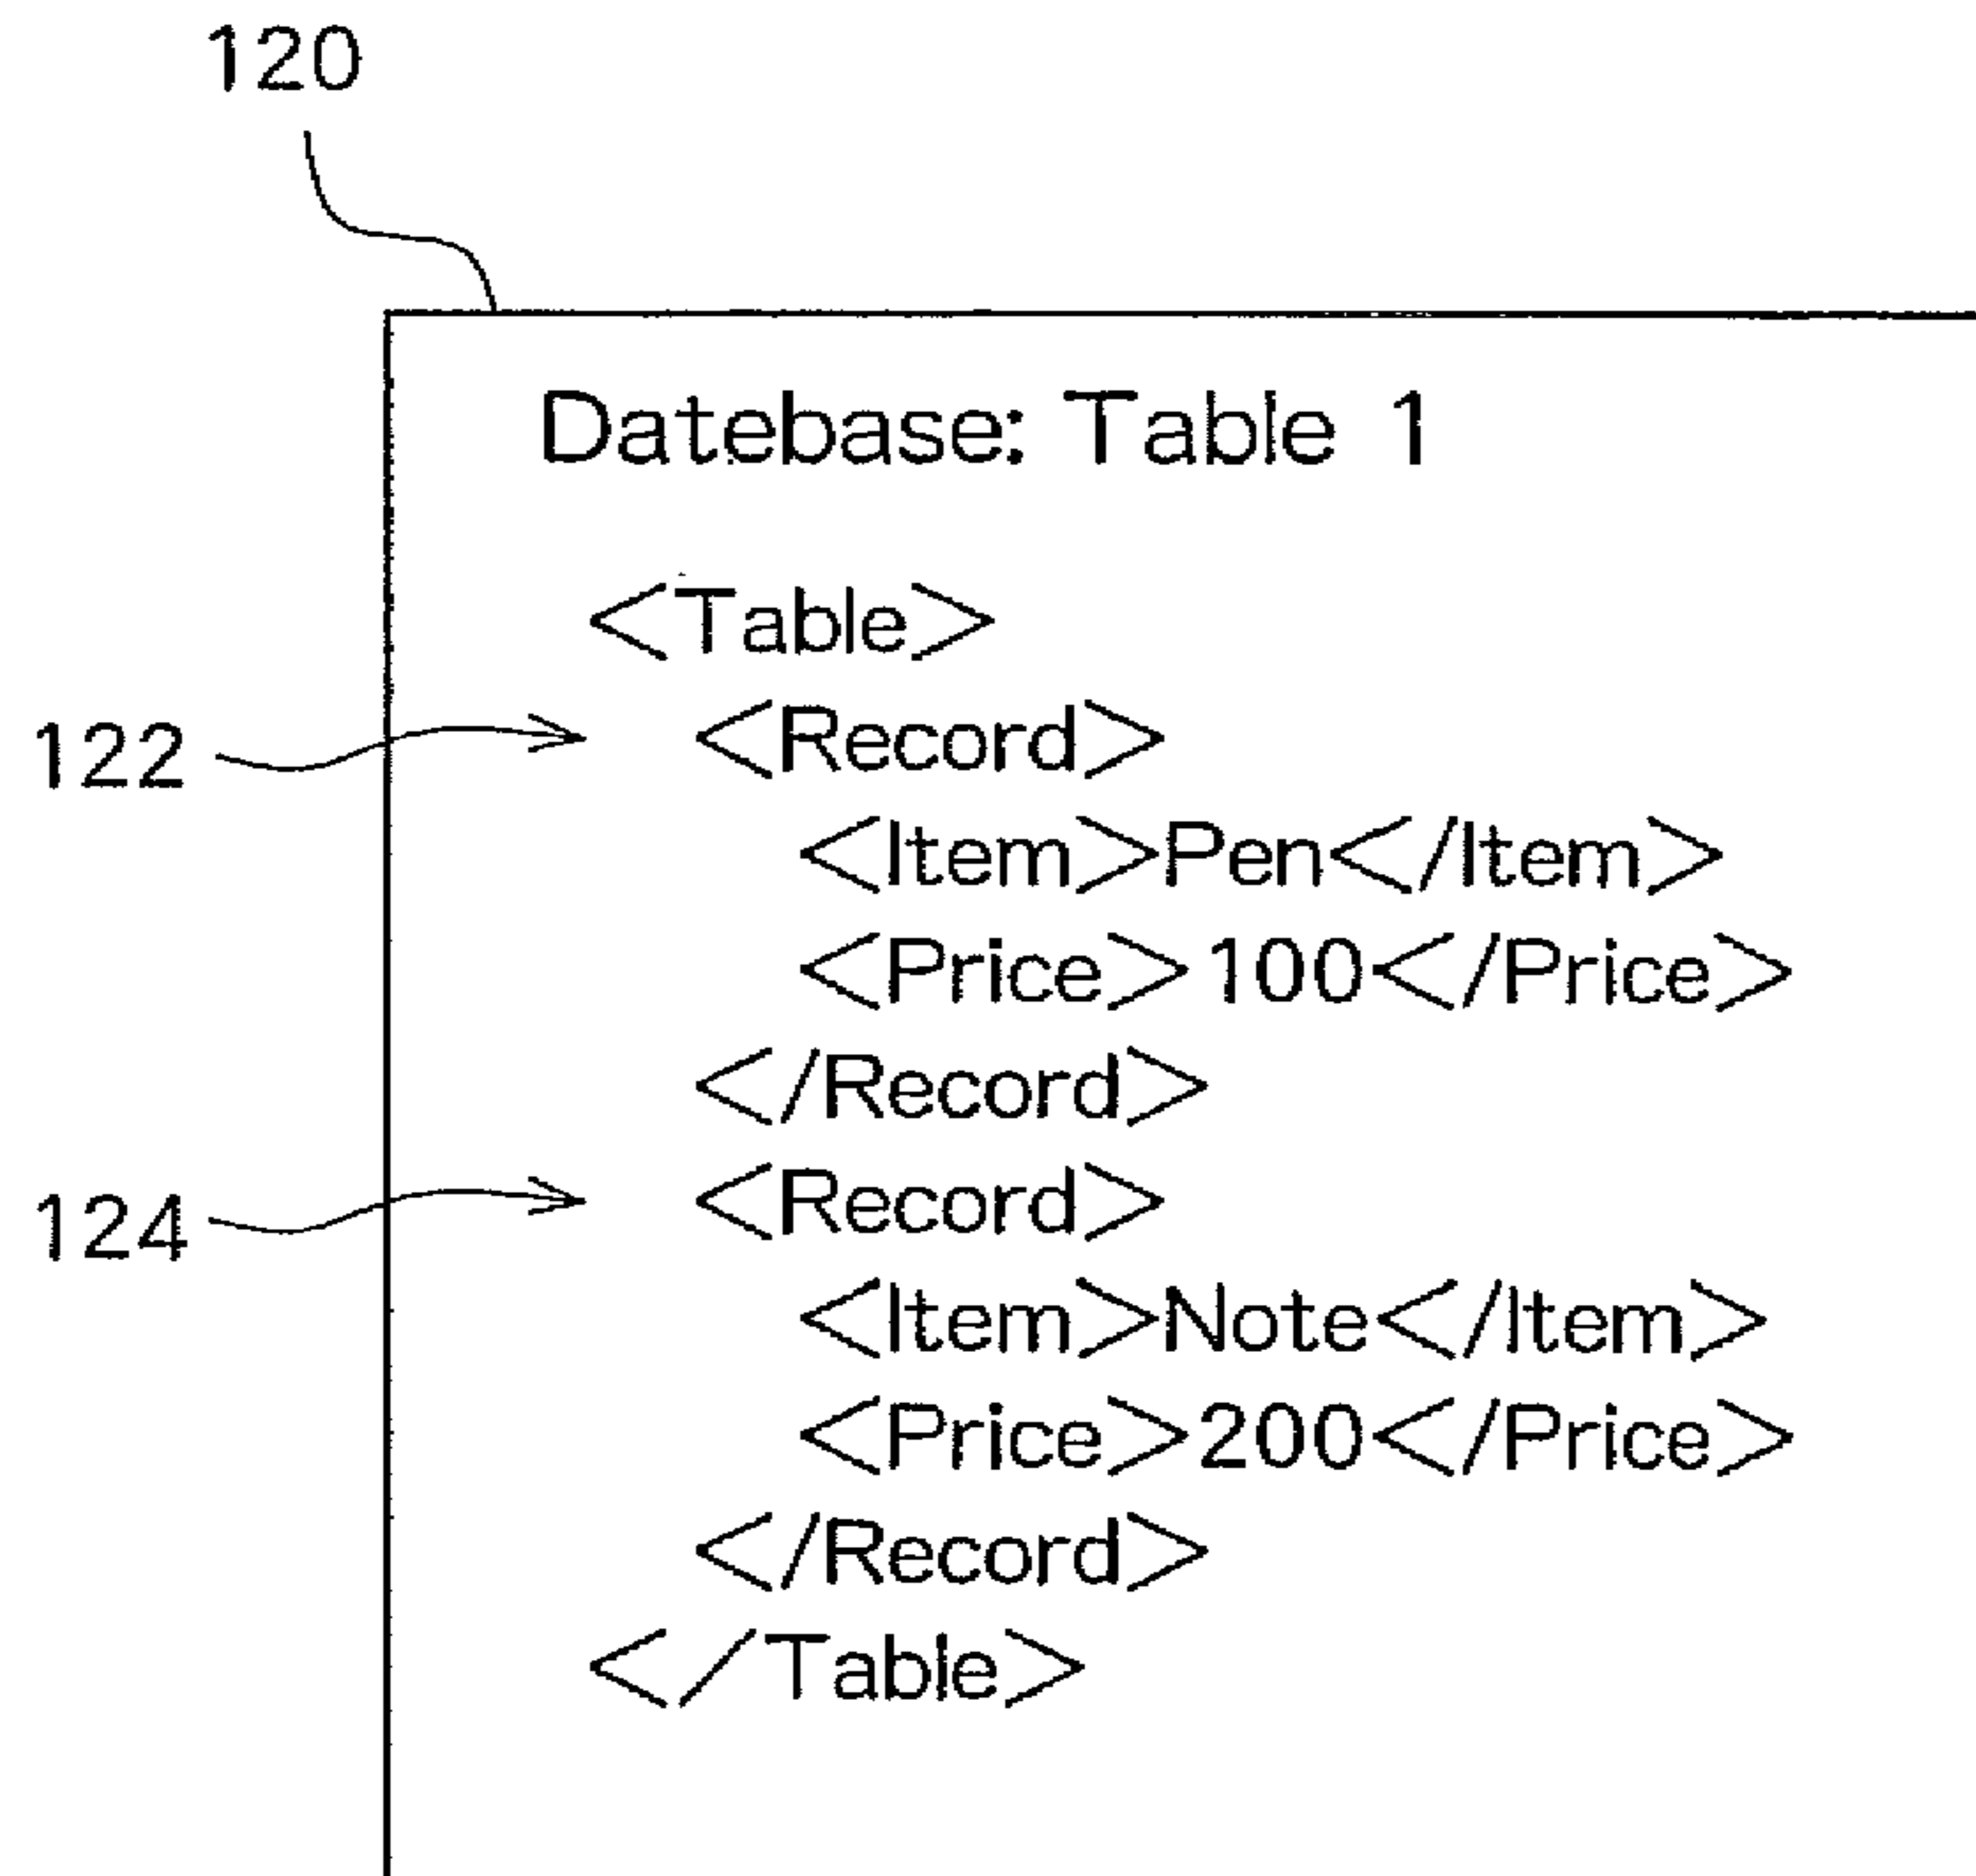 120
Datebase: Table 1
<Table>
122
<Record>
<Item>Pen</Item>
<Price>100</Price>
</Record>
124
<Record>
<Item>Note</Item>
<Price>200</Price>
</Record>
</Table>